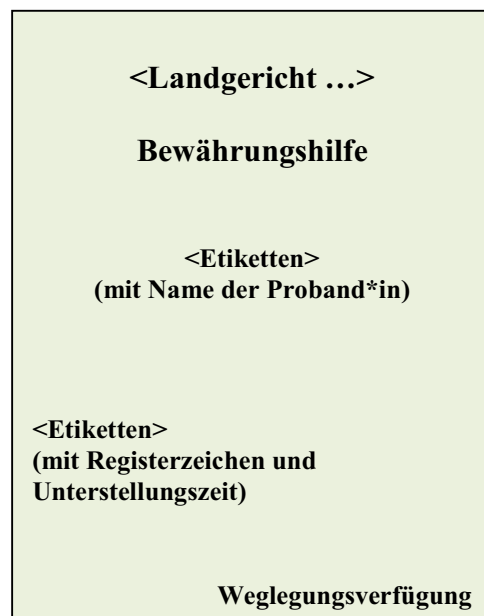 <Landgericht …>
Bewährungshilfe
<Etiketten>
(mit Name der Proband*in)
<Etiketten>
(mit Registerzeichen und
Unterstellungszeit)
Weglegungsverfügung